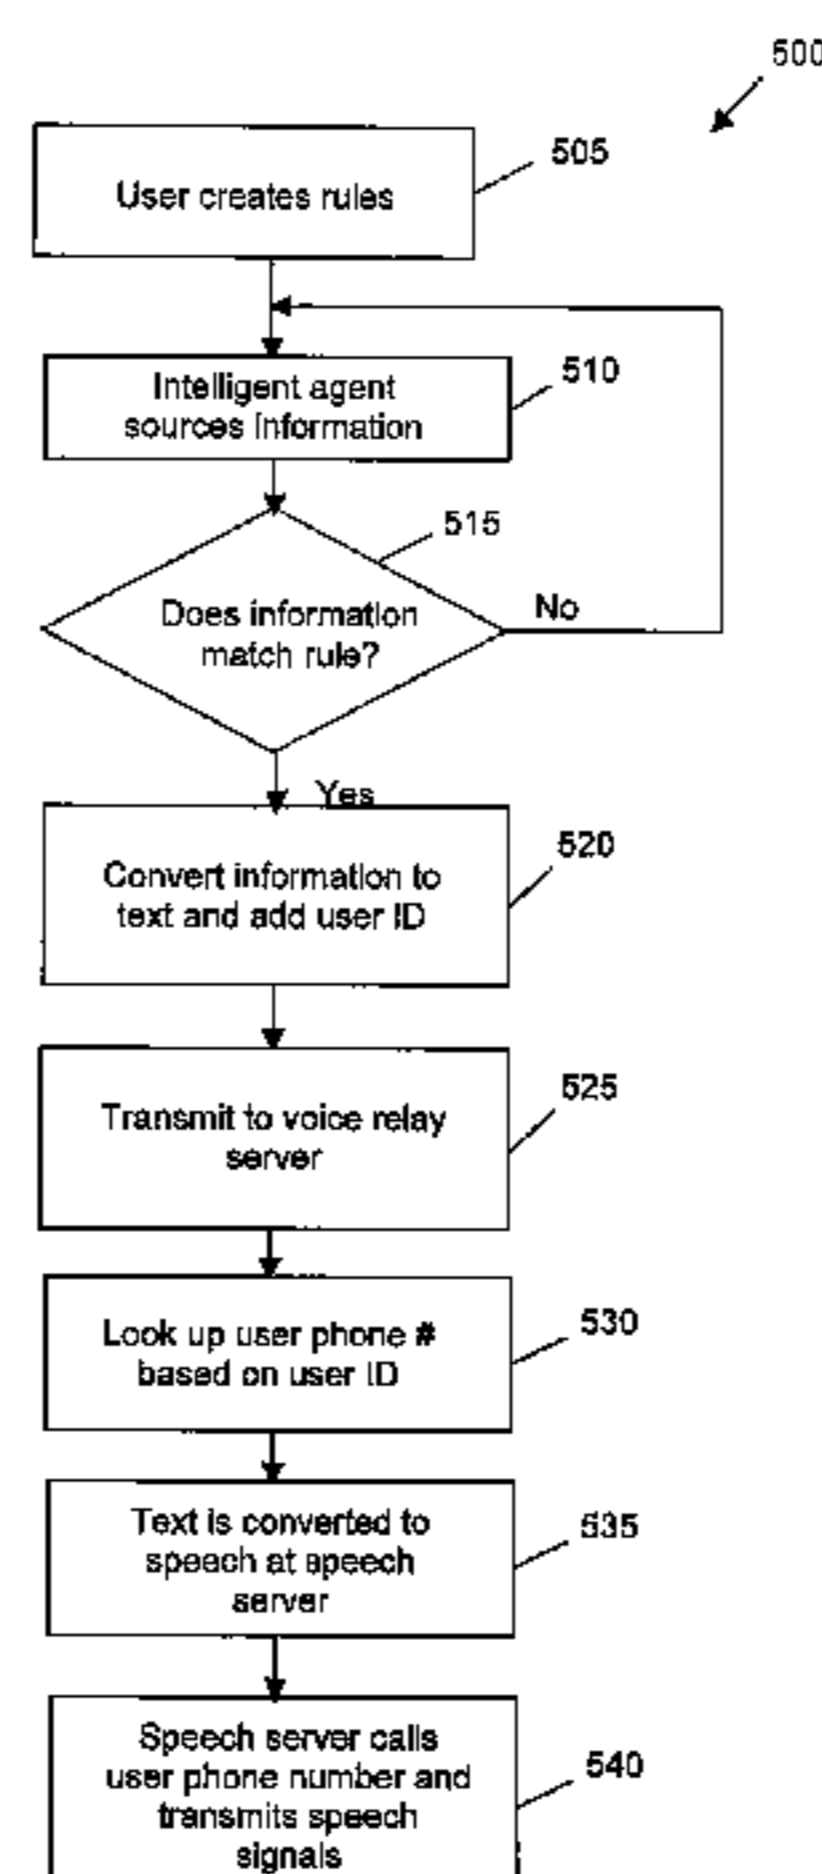 500
505
User creates rules
510
Intelligent agent
sources information
515
Does information
match rule?
No
Yes
520
Convert information to
text and add user ID
525
Transmit to voice relay
server
530
Look up user phone #
based on user ID
535
Text is converted to
speech at speech
server
540
Speech server calls
user phone number and
transmits speech
signals